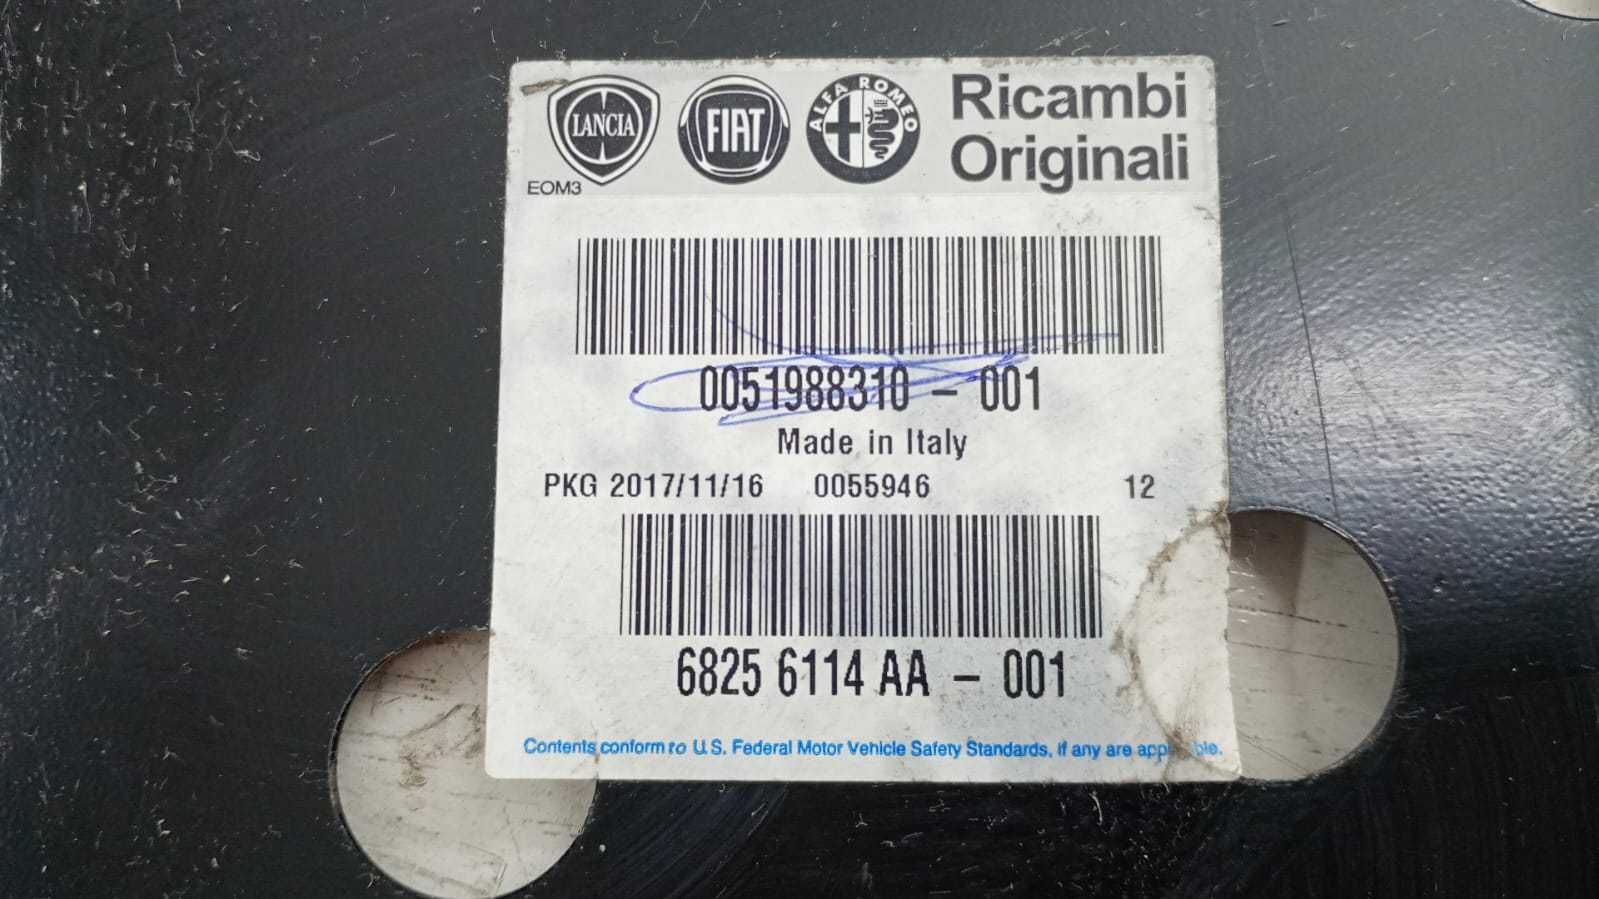 LANCIA
FIAT
ALFA ROMEO
Ricambi
Originali
EOM3
0051988310 - 001
Made in Italy
PKG 2017/11/16 0055946 12
6825 6114 AA - 001
Contents conform to U.S. Federal Motor Vehicle Safety Standards, if any are